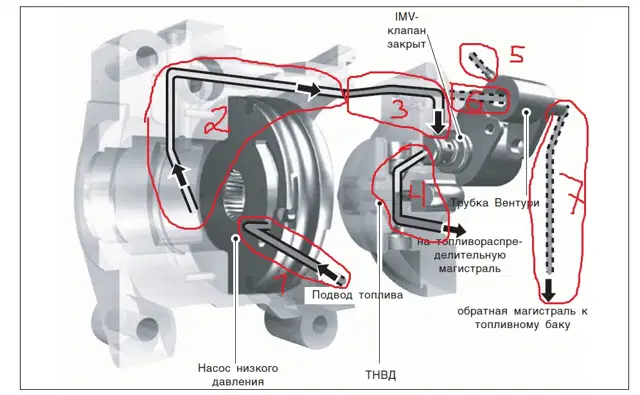 IMV-
клапан
закрыт
5
2
3
6
4
7
1
Трубка Вентури
на топливораспре-
делительную
магистраль
Подвод топлива
обратная магистраль к
топливному баку
Насос низкого
давления
ТНВД